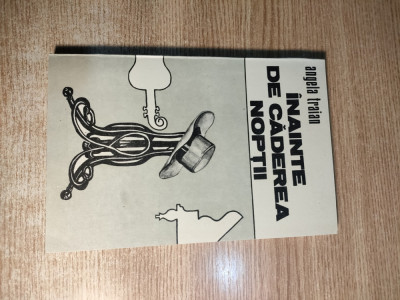 angela traian
ÎNAINTE
DE CĂDEREA
NOPȚII